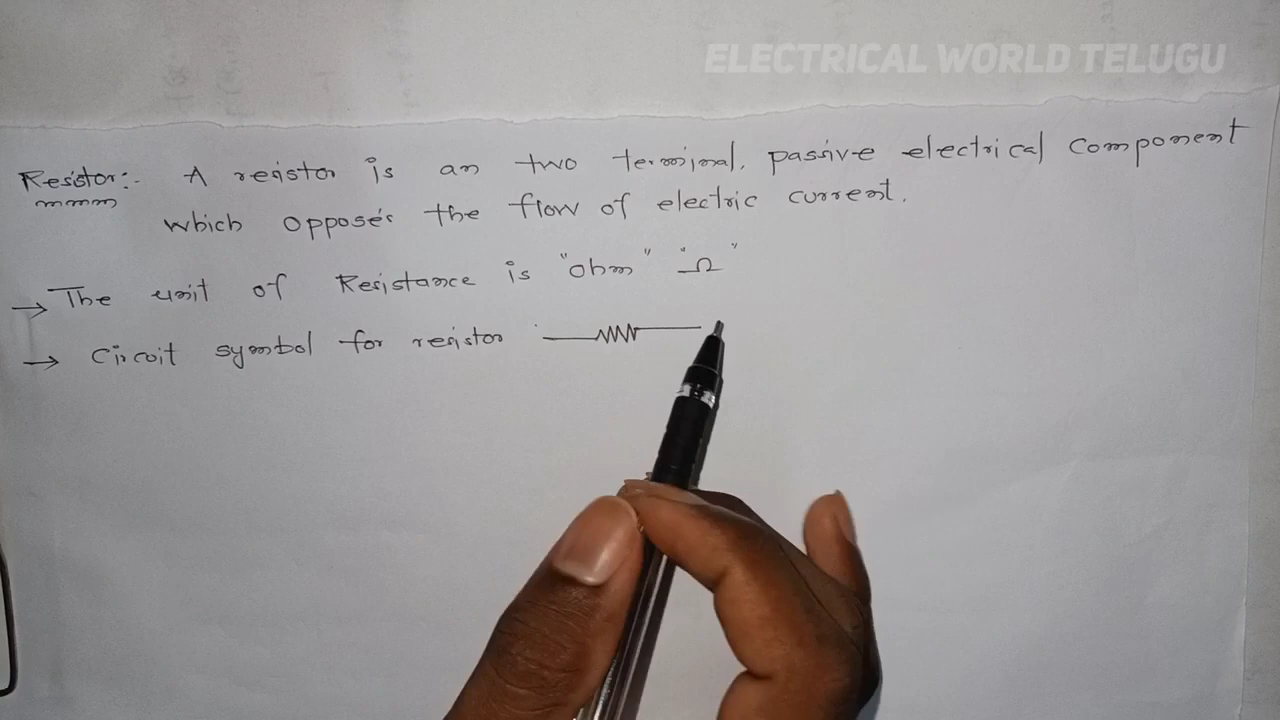 ELECTRICAL WORLD TELUGU
Resistor:- A resistor is an two terminal, passive electrical component
which opposes the flow of electric current.
→ The unit of Resistance is "ohm" "Ω"
→ Circuit symbol for resistor